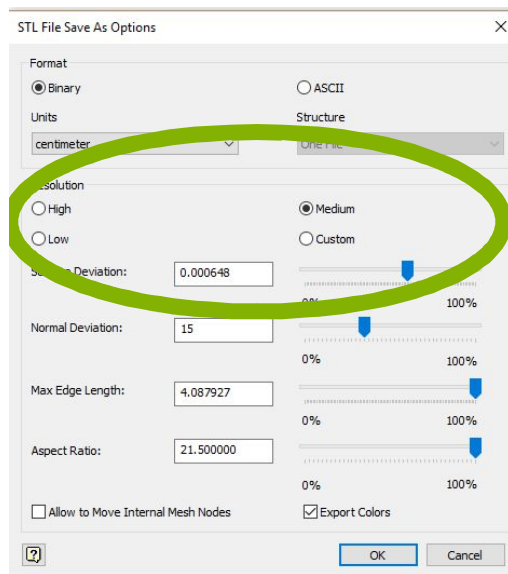 STL File Save As Options
Format
Binary ASCII
Units Structure
centimeter One File
Resolution
High Medium
Low Custom
Deviation: 0.000648
0% 100%
Normal Deviation: 15
0% 100%
Max Edge Length: 4.087927
0% 100%
Aspect Ratio: 21.500000
0% 100%
Allow to Move Internal Mesh Nodes Export Colors
? OK Cancel